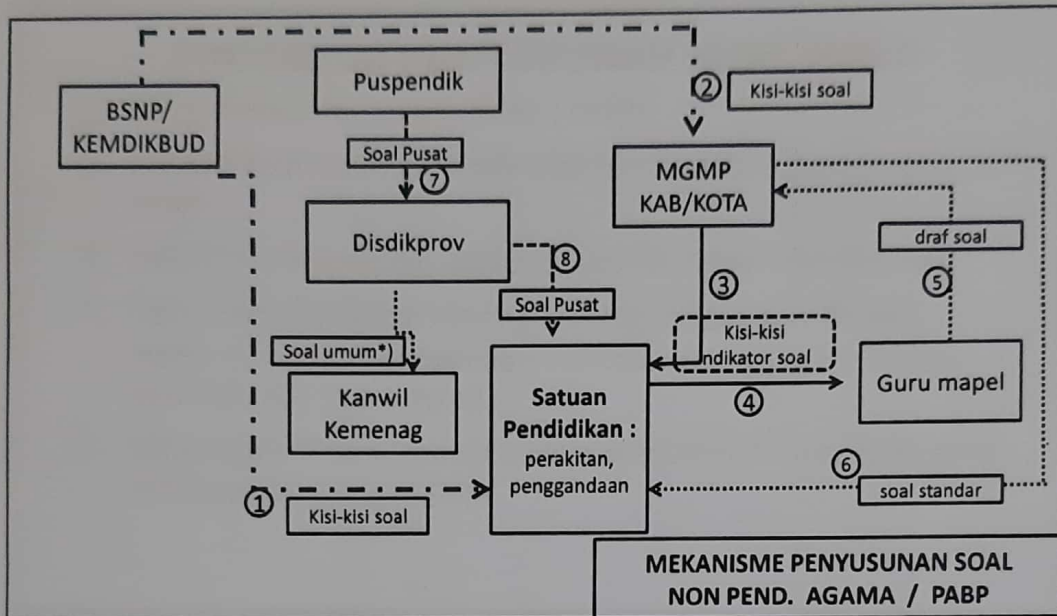 BSNP/
KEMDIKBUD
Puspendik
Soal Pusat
7
Disdikprov
8
Soal Pusat
Soal umum*)
Kanwil
Kemenag
1
Kisi-kisi soal
2
Kisi-kisi soal
MGMP
KAB/KOTA
3
Kisi-kisi
ndikator soal
4
draf soal
5
Guru mapel
Satuan
Pendidikan :
perakitan,
penggandaan
6
soal standar
MEKANISME PENYUSUNAN SOAL
NON PEND. AGAMA / PABP